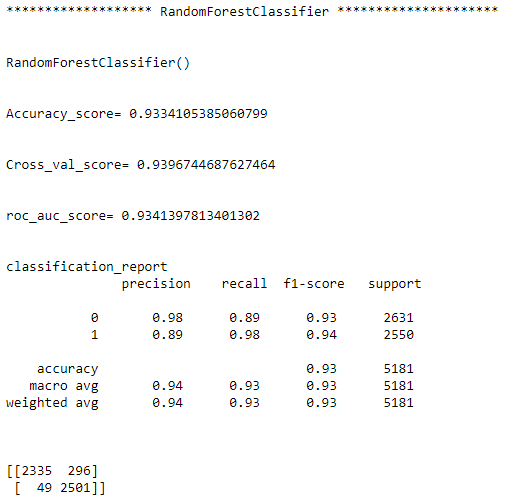 ******************* RandomForestClassifier *********************
RandomForestClassifier()
Accuracy_score= 0.9334105385060799
Cross_val_score= 0.9396744687627464
roc_auc_score= 0.9341397813401302
classification_report
precision recall f1-score support
0 0.98 0.89 0.93 2631
1 0.89 0.98 0.94 2550
accuracy 0.93 5181
macro avg 0.94 0.93 0.93 5181
weighted avg 0.94 0.93 0.93 5181
[[2335 296]
[ 49 2501]]